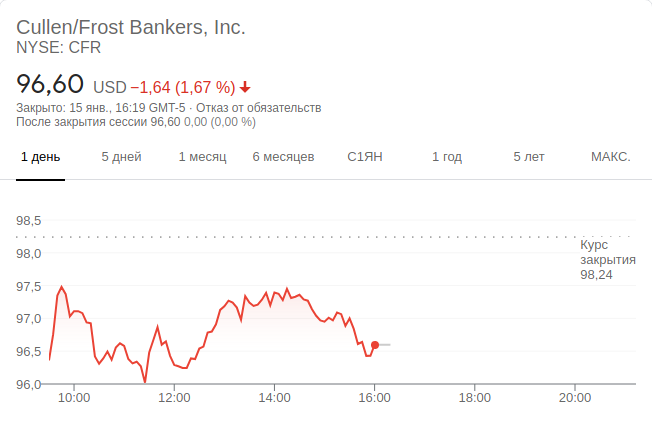 Cullen/Frost Bankers, Inc.
NYSE: CFR
96,60 USD −1,64 (1,67 %)
Закрыто: 15 янв., 16:19 GMT-5 · Отказ от обязательств
После закрытия сессии 96,60 0,00 (0,00 %)
1 день 5 дней 1 месяц 6 месяцев С1ЯН 1 год 5 лет МАКС.
98,5
Курс
закрытия
98,24
98,0
97,5
97,0
96,5
96,0
10:00 12:00 14:00 16:00 18:00 20:00